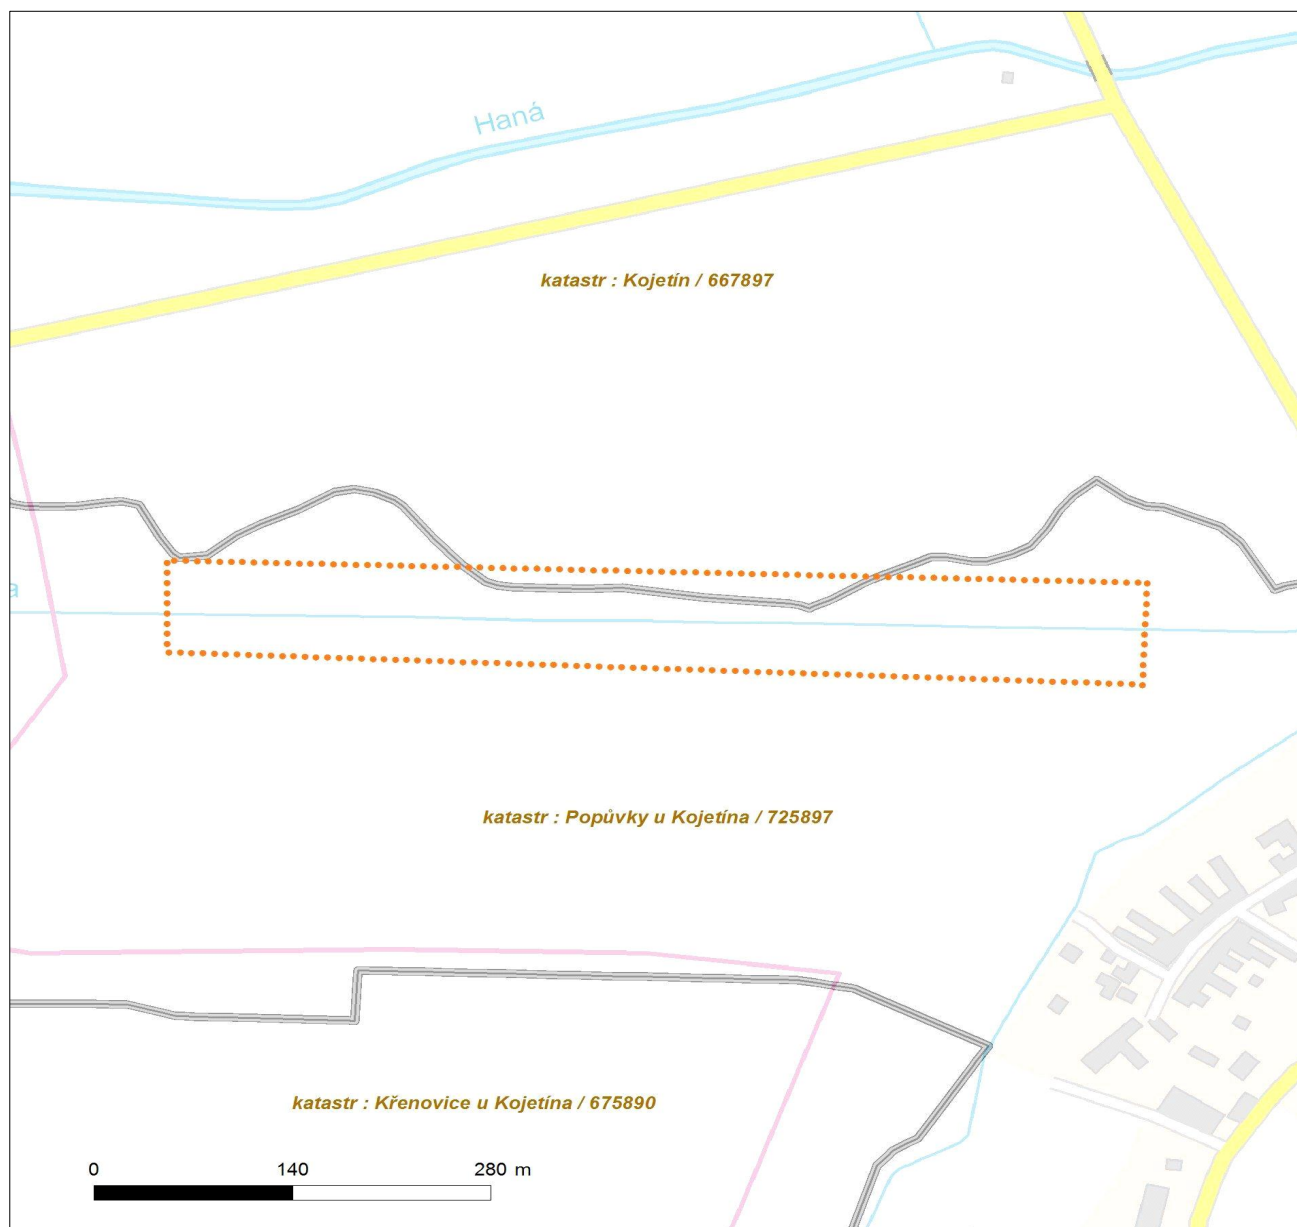 Haná
katastr : Kojetín / 667897
a
katastr : Popůvky u Kojetína / 725897
katastr : Křenovice u Kojetína / 675890
0 140 280 m